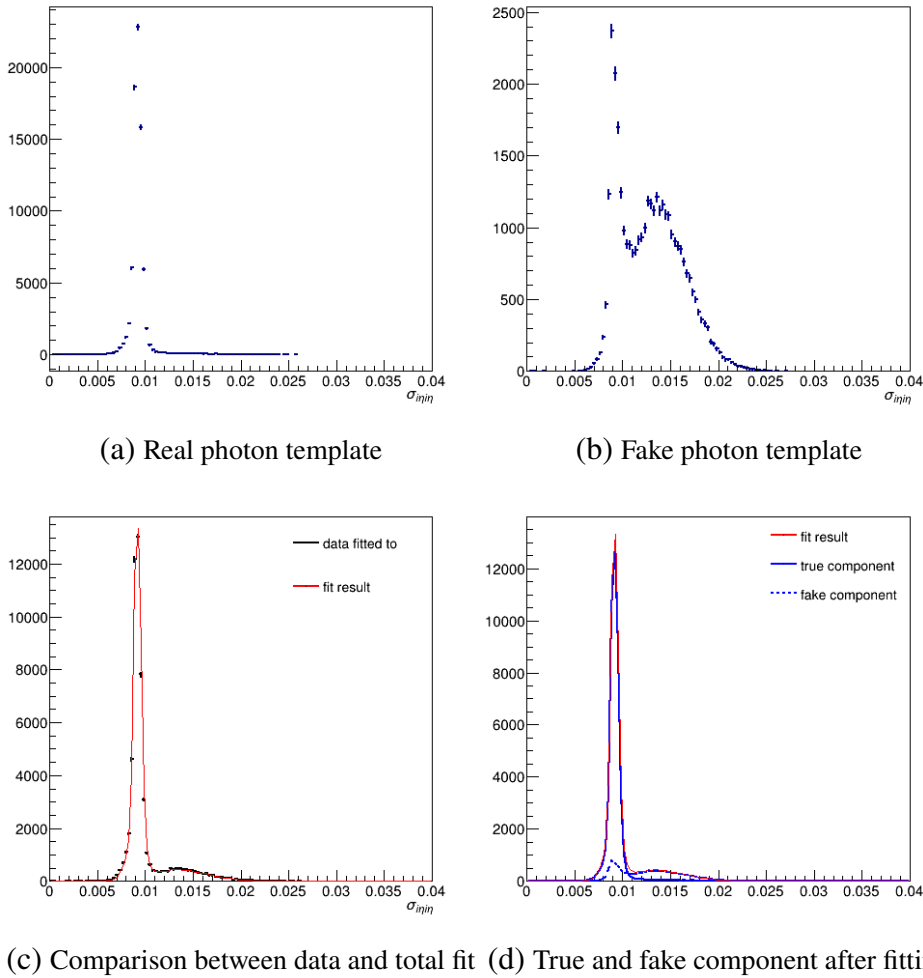 20000
15000
10000
5000
0
0 0.005 0.01 0.015 0.02 0.025 0.03 0.035 0.04
σiηiη
2500
2000
1500
1000
500
0
0 0.005 0.01 0.015 0.02 0.025 0.03 0.035 0.04
σiηiη
(a) Real photon template
(b) Fake photon template
12000
10000
8000
6000
4000
2000
0
0 0.005 0.01 0.015 0.02 0.025 0.03 0.035 0.04
σiηiη
data fitted to
fit result
12000
10000
8000
6000
4000
2000
0
0 0.005 0.01 0.015 0.02 0.025 0.03 0.035 0.04
fit result
true component
fake component
(c) Comparison between data and total fit (d) True and fake component after fitti